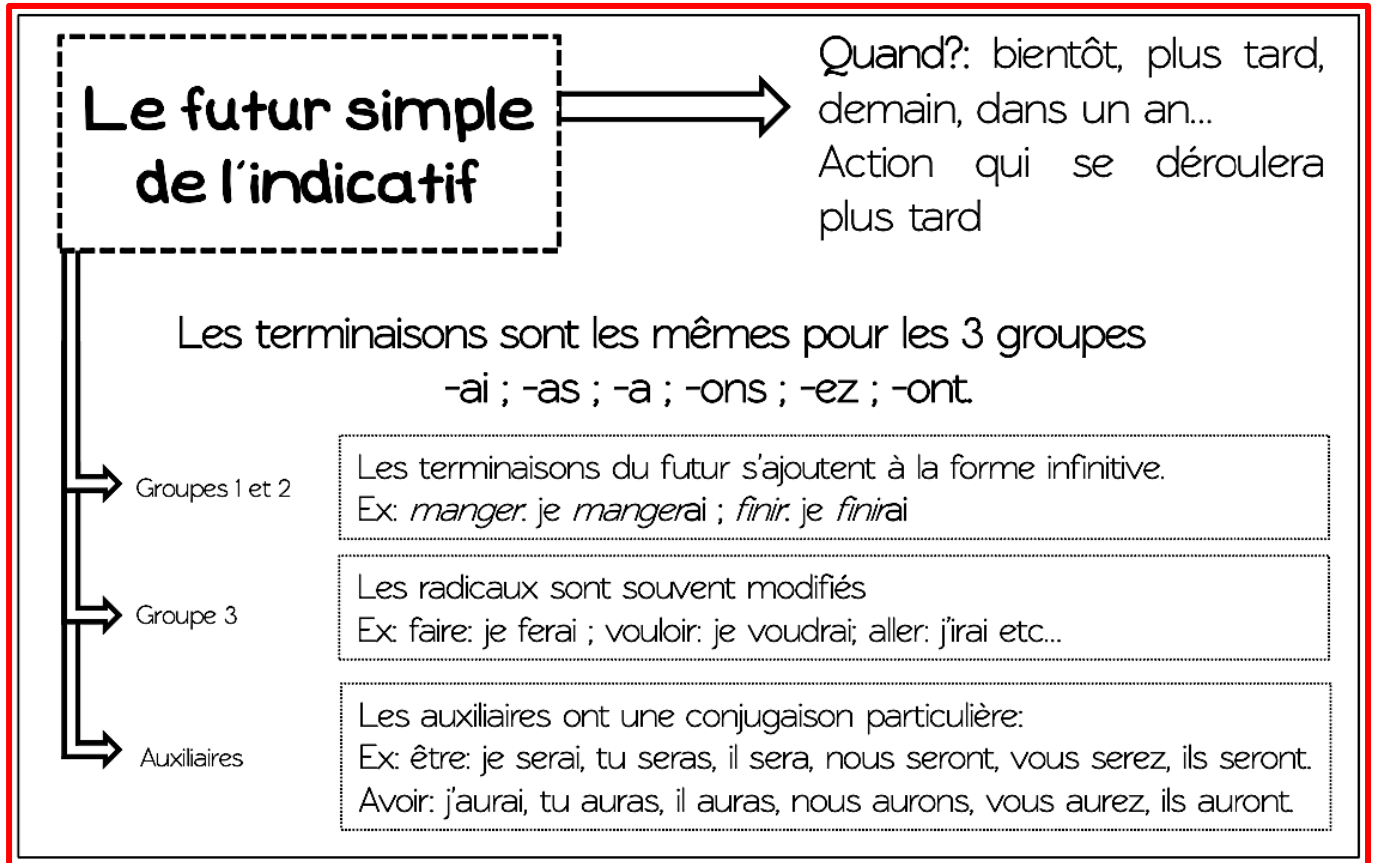 Le futur simple
de l'indicatif
Quand?: bientôt, plus tard,
demain, dans un an...
Action qui se déroulera
plus tard
Les terminaisons sont les mêmes pour les 3 groupes
-ai ; -as ; -a ; -ons ; -ez ; -ont.
Groupes 1 et 2
Les terminaisons du futur s'ajoutent à la forme infinitive.
Ex: manger: je mangerai ; finir: je finirai
Groupe 3
Les radicaux sont souvent modifiés
Ex: faire: je ferai ; vouloir: je voudrai; aller: j'irai etc...
Auxiliaires
Les auxiliaires ont une conjugaison particulière:
Ex: être: je serai, tu seras, il sera, nous seront, vous serez, ils seront.
Avoir: j'aurai, tu auras, il auras, nous aurons, vous aurez, ils auront.